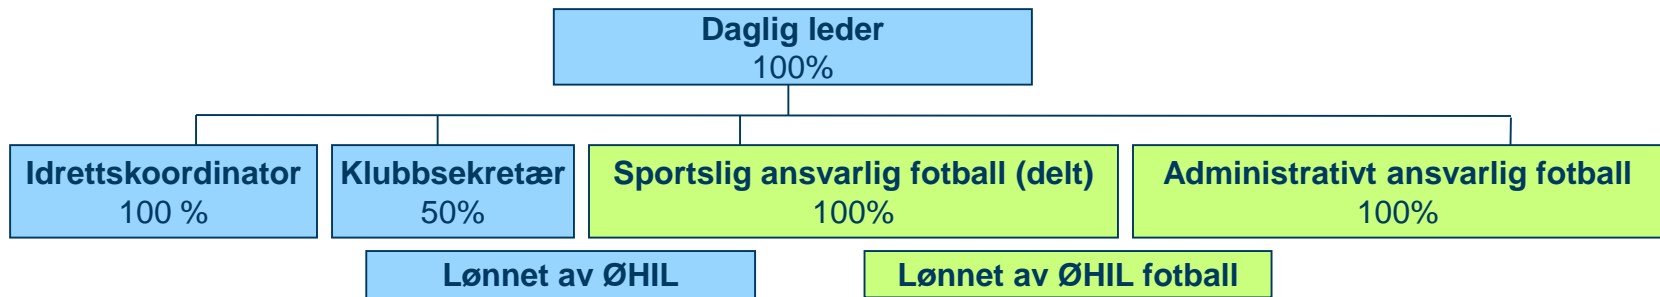 Daglig leder
100%
Idrettskoordinator
100 %
Klubbsekretær
50%
Sportslig ansvarlig fotball (delt)
100%
Administrativt ansvarlig fotball
100%
Lønnet av ØHIL
Lønnet av ØHIL fotball